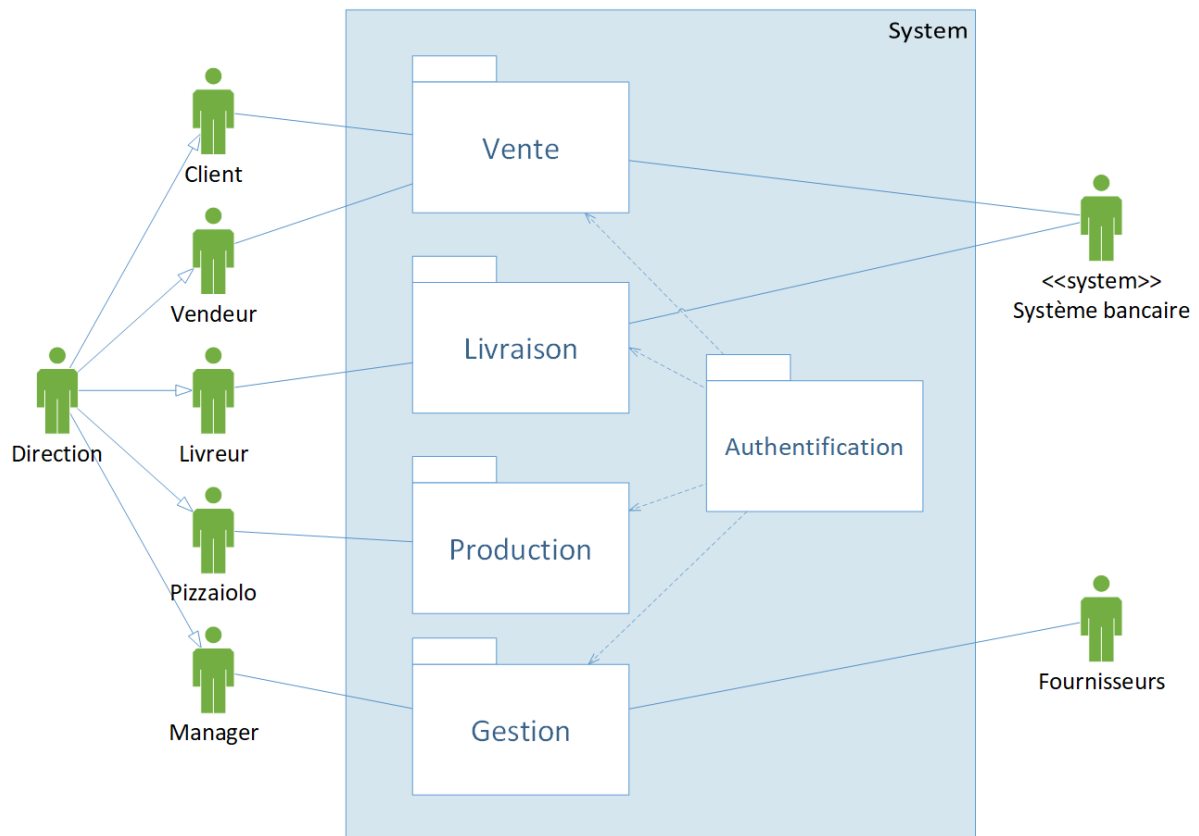 System
Client
Vente
Vendeur
<<system>>
Système bancaire
Livraison
Direction
Livreur
Authentification
Production
Pizzaiolo
Fournisseurs
Manager
Gestion